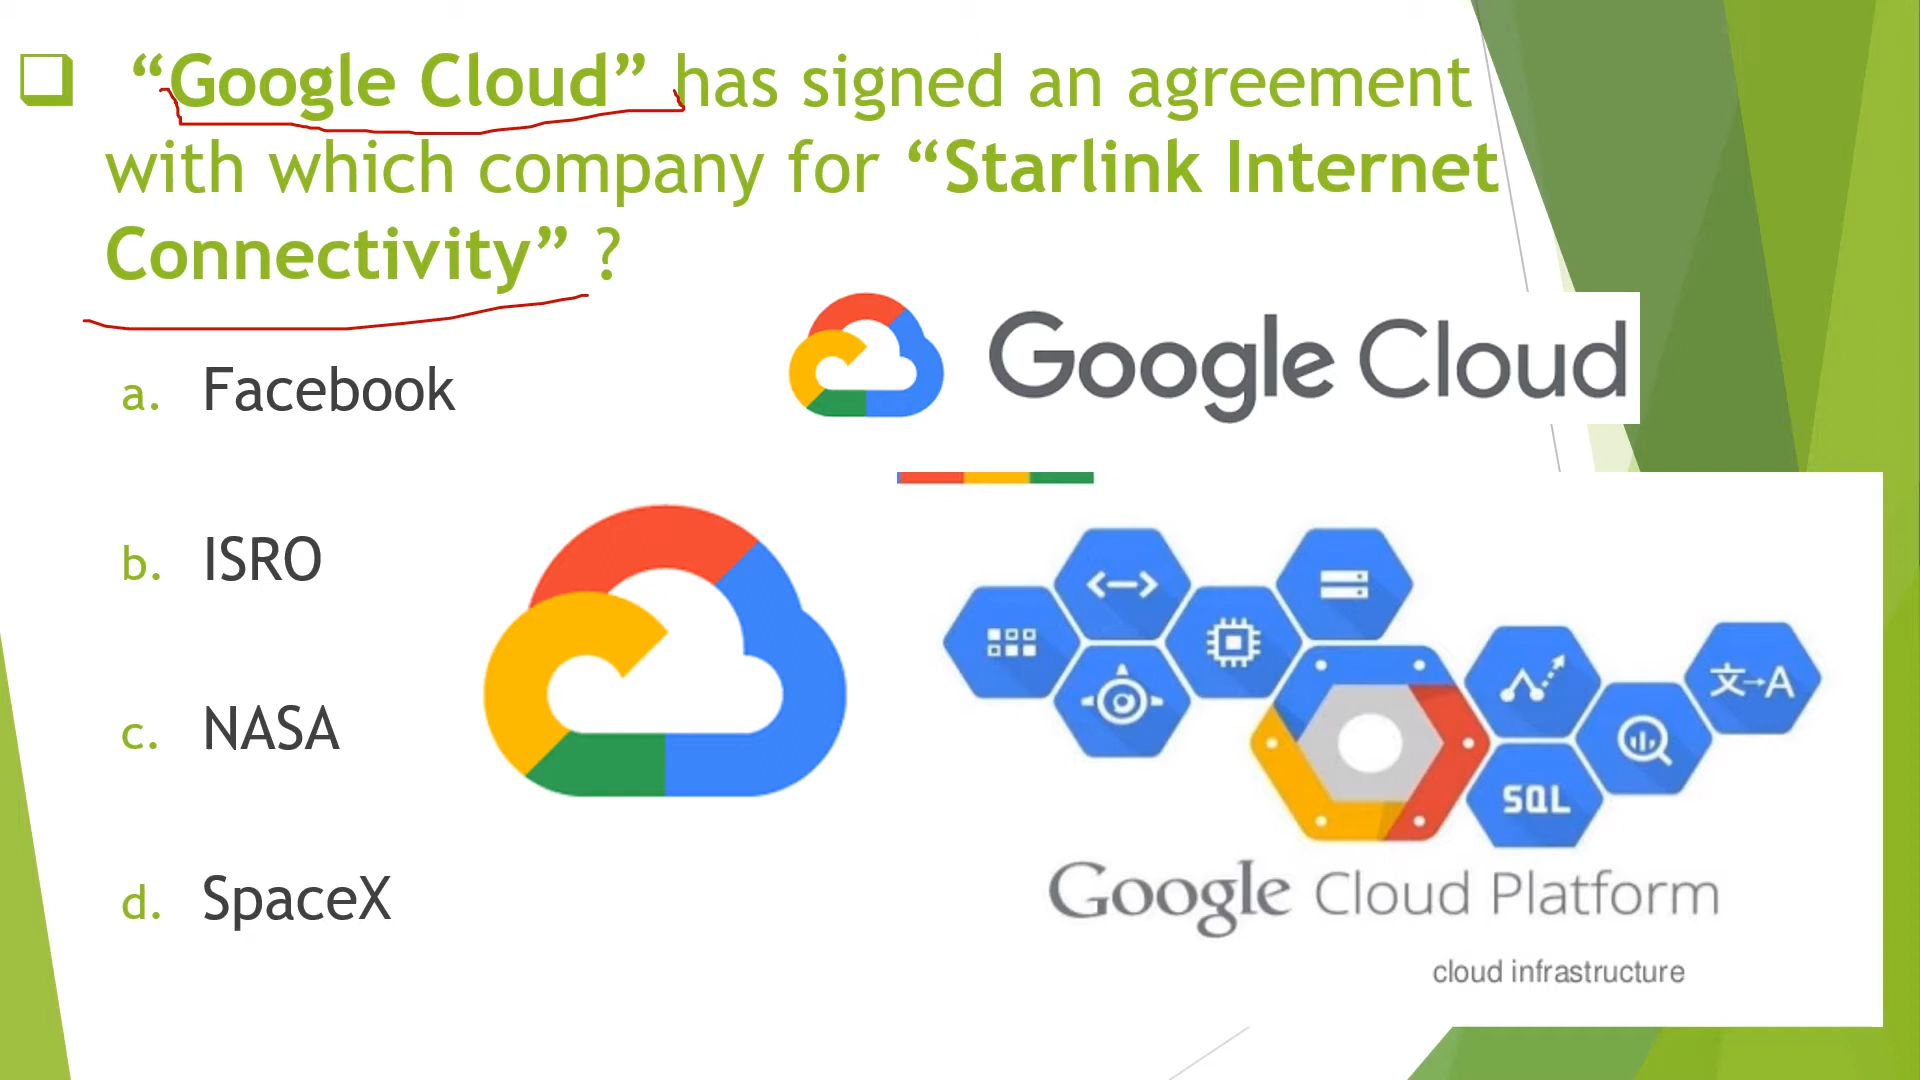 “Google Cloud” has signed an agreement
with which company for “Starlink Internet
Connectivity” ?
Google Cloud
a. Facebook
b. ISRO
c. NASA
d. SpaceX
文→A
SQL
Google Cloud Platform
cloud infrastructure